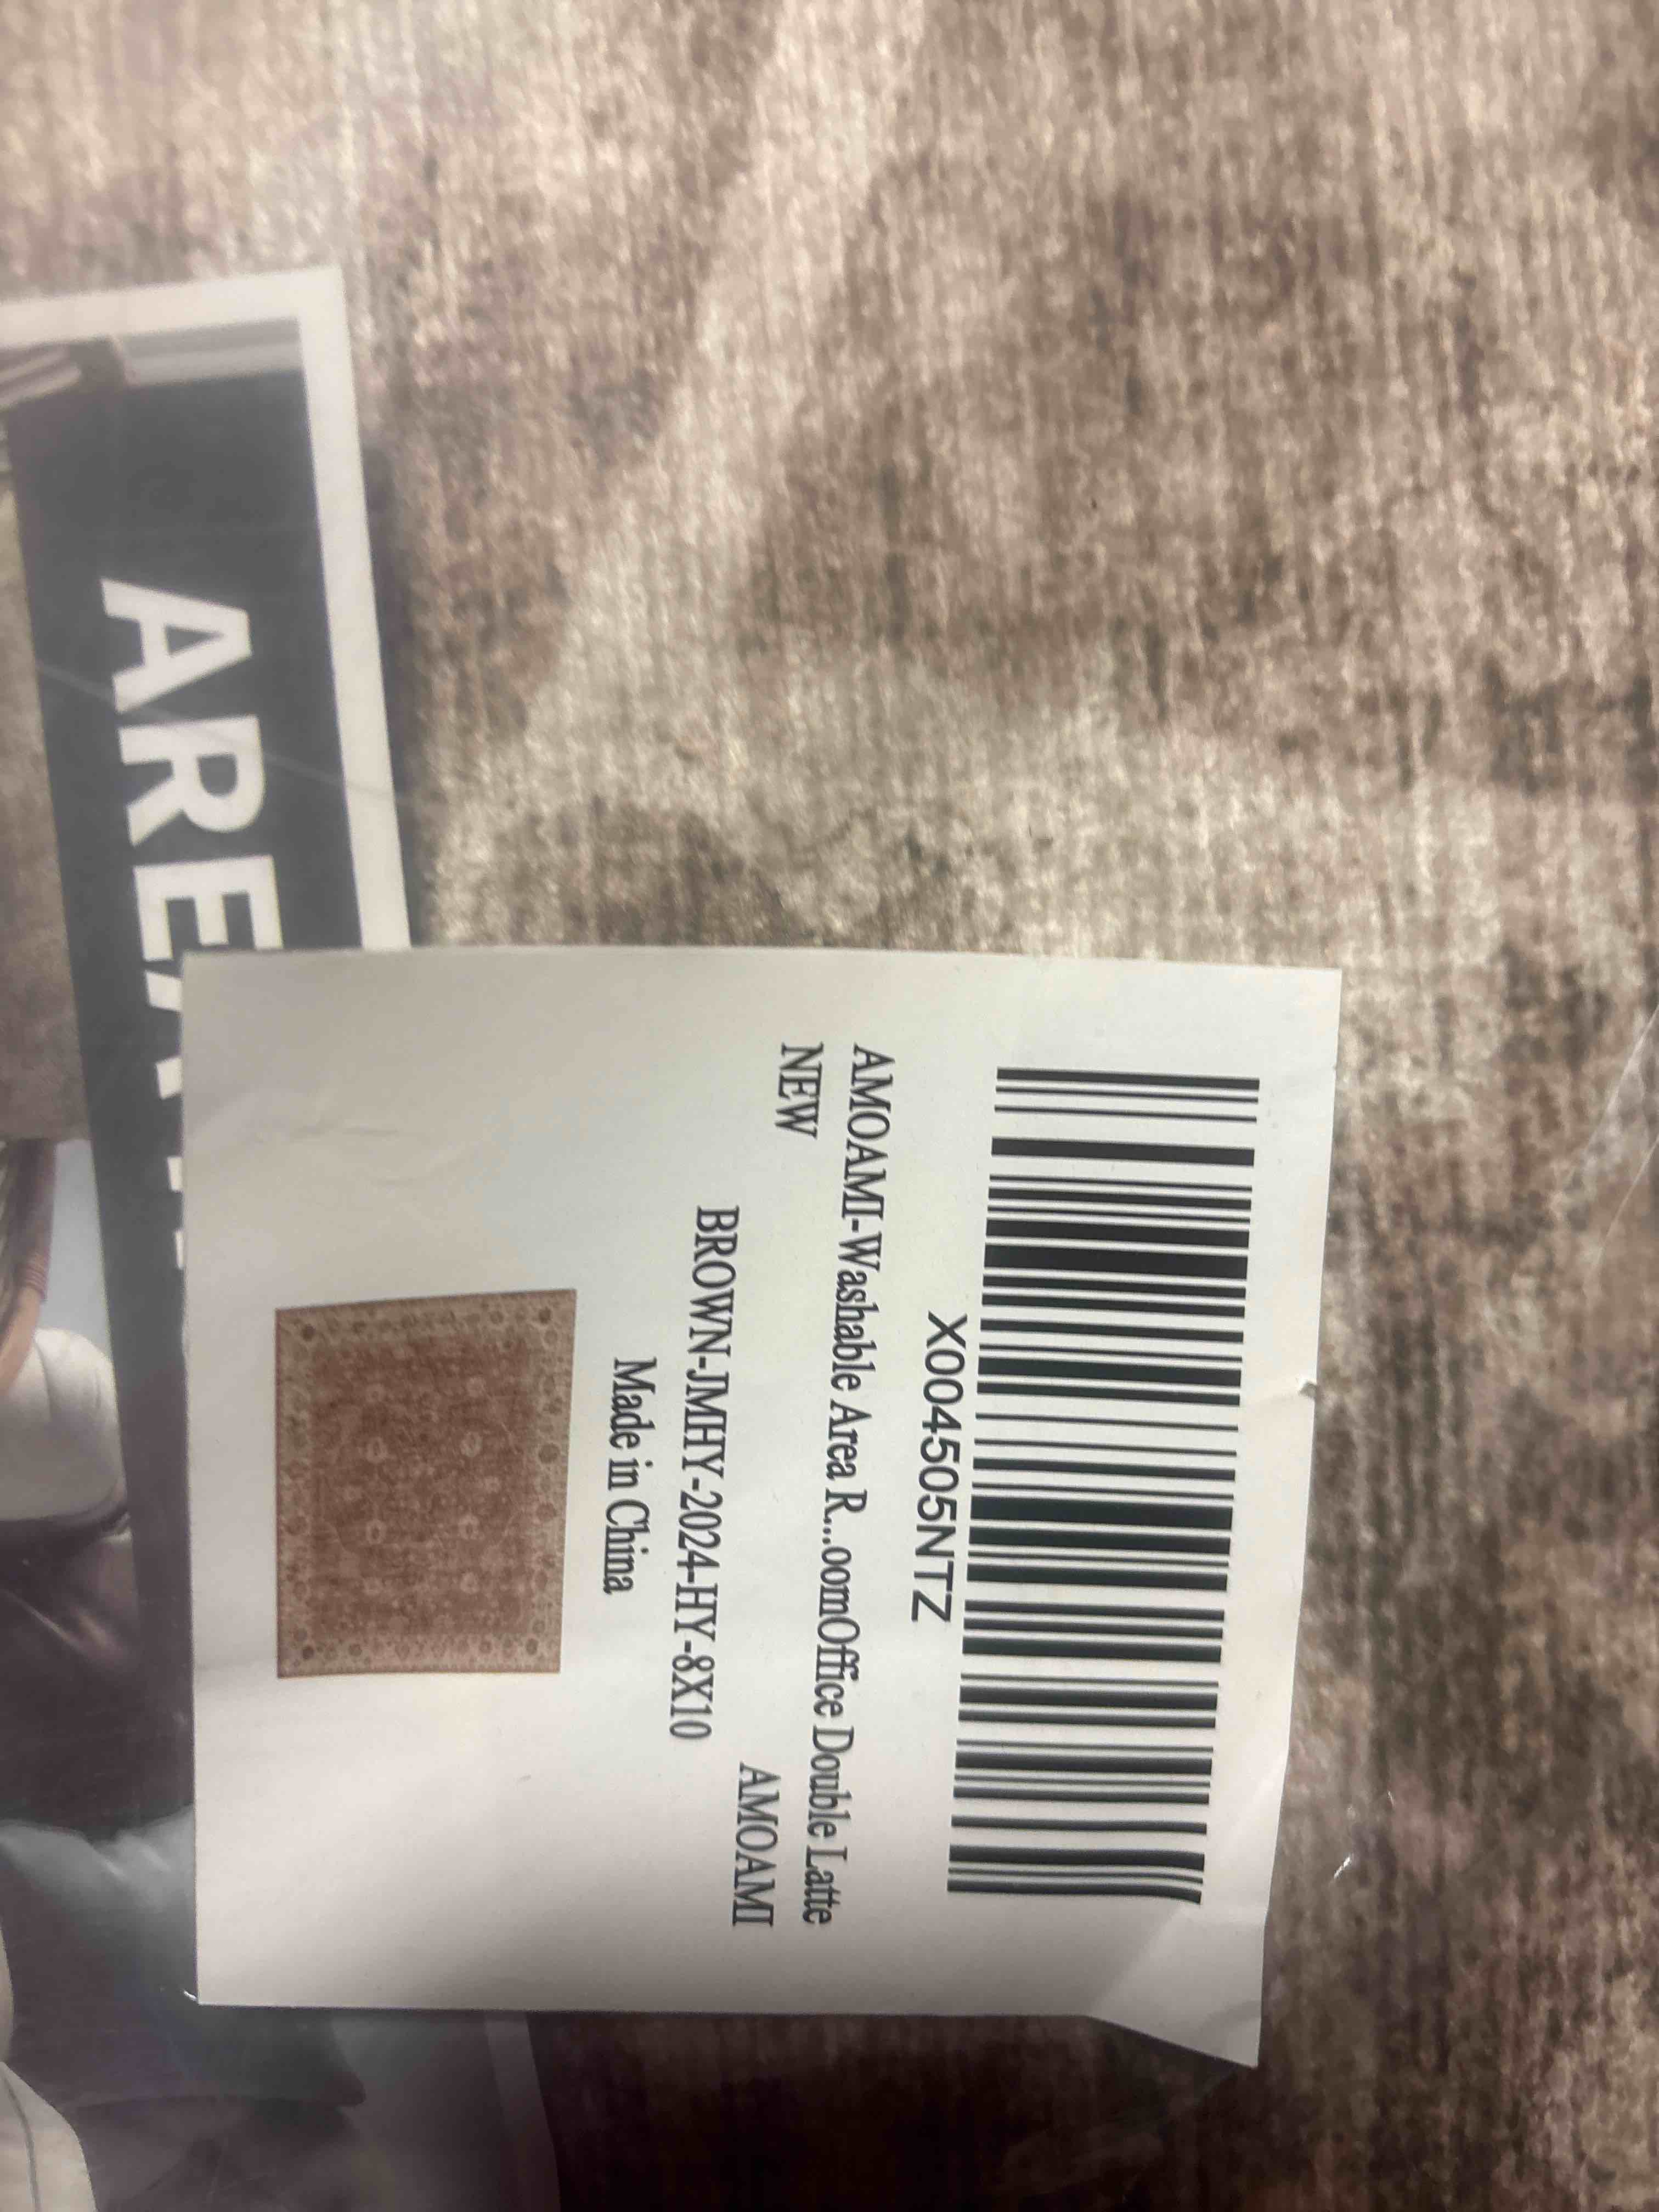 X004505NTZ
AMOAMI-Washable Area R...oomOffice Double Latte
NEW
AMOAMI
BROWN-JMHY-2024-HY-8X10
Made in China
AREA